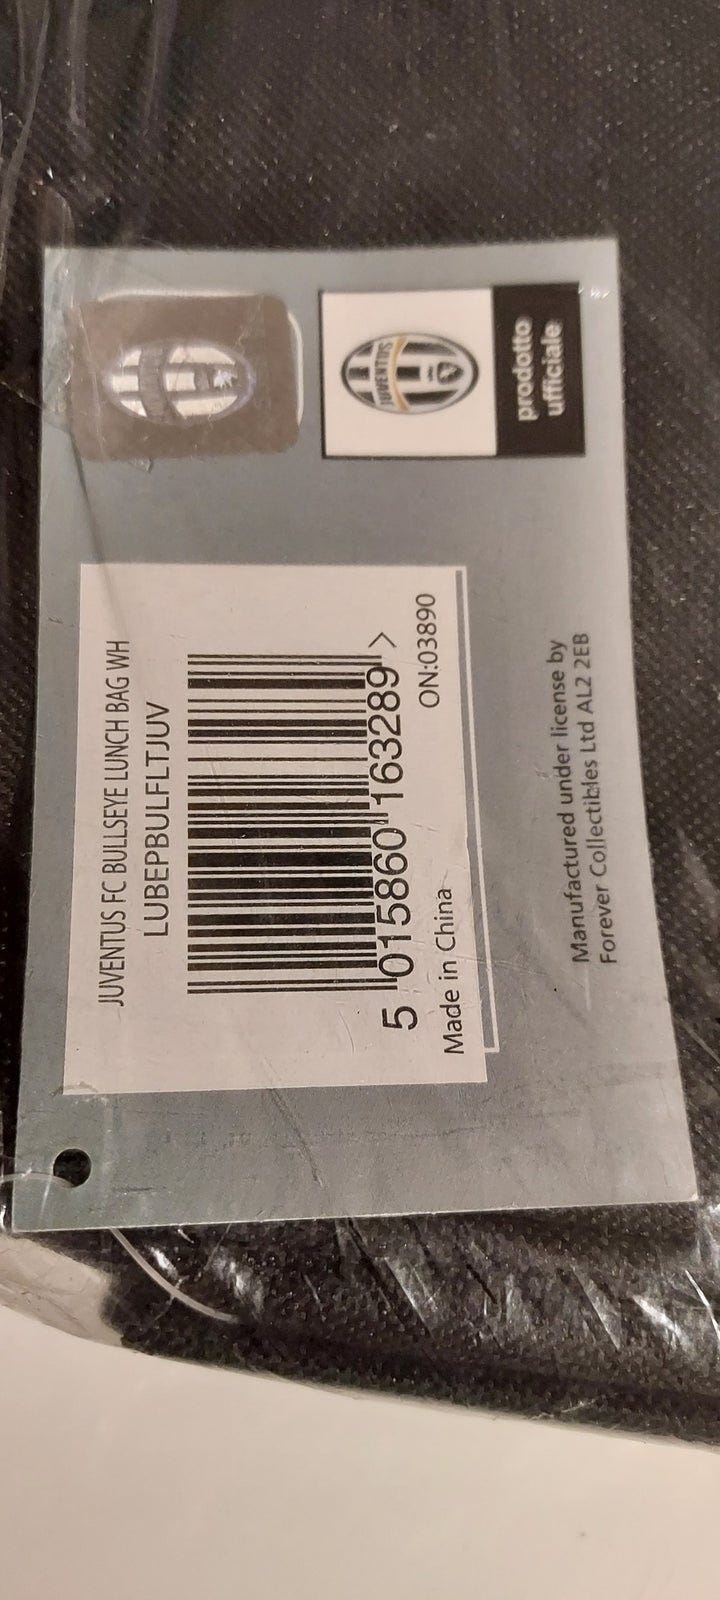 JUVENTUS FC BULLSEYE LUNCH BAG WH
LUBEPBULFLTJUV
5 015860 163289 >
Made in China
ON:03890
JUVENTUS
prodotto
ufficiale
Manufactured under license by
Forever Collectibles Ltd AL2 2EB